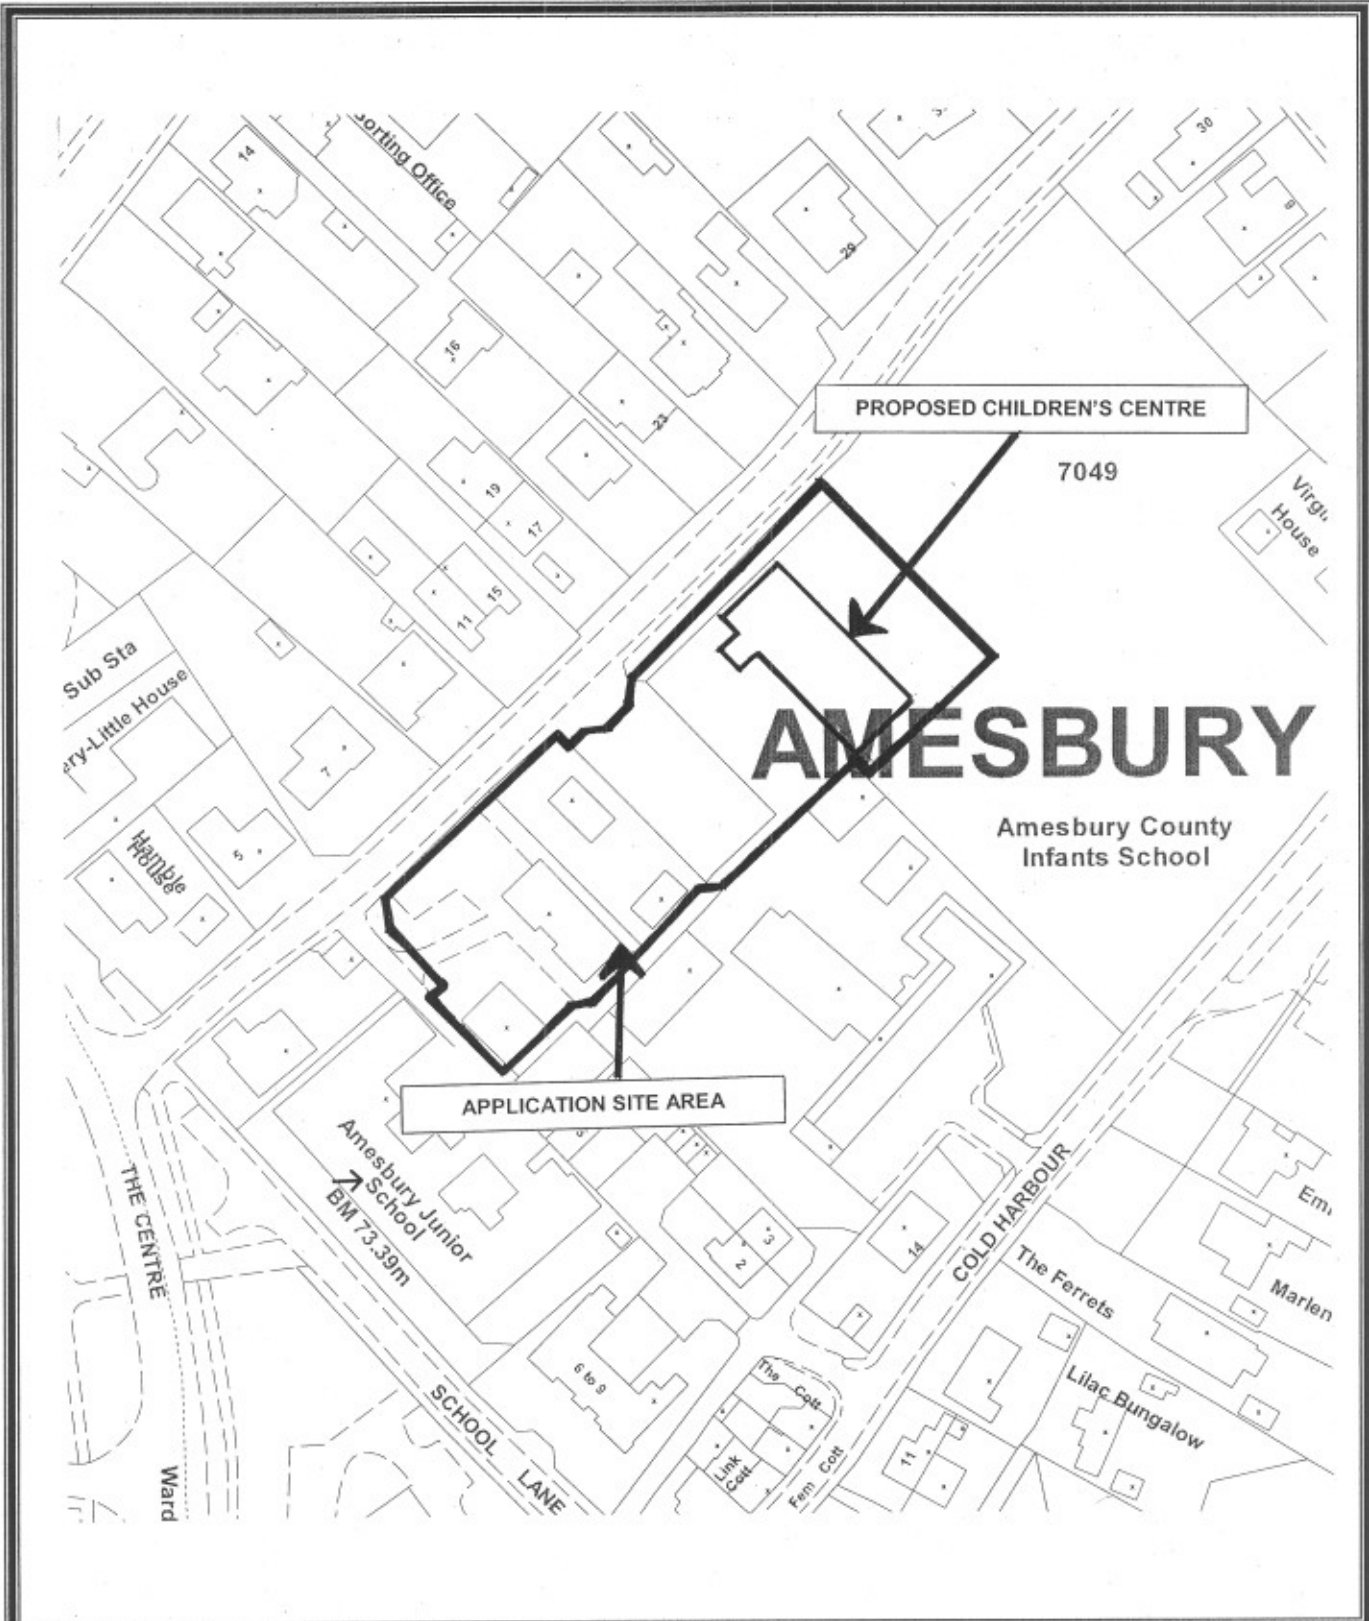 Sorting Office
14
30
8
29
16
23
PROPOSED CHILDREN'S CENTRE
7049
19
17
15
11
House
Sub Sta
ery-Little House
7
5
Hamble
House
AMESBURY
Amesbury County
Infants School
APPLICATION SITE AREA
Amesbury Junior
School
BM 73.39m
THE CENTRE
3
2
14
COLD HARBOUR
The Ferrets
Marlen
Lilac Bungalow
6 to 9
SCHOOL
LANE
The Cott
Link
Cott
Fern Cott
11
Ward